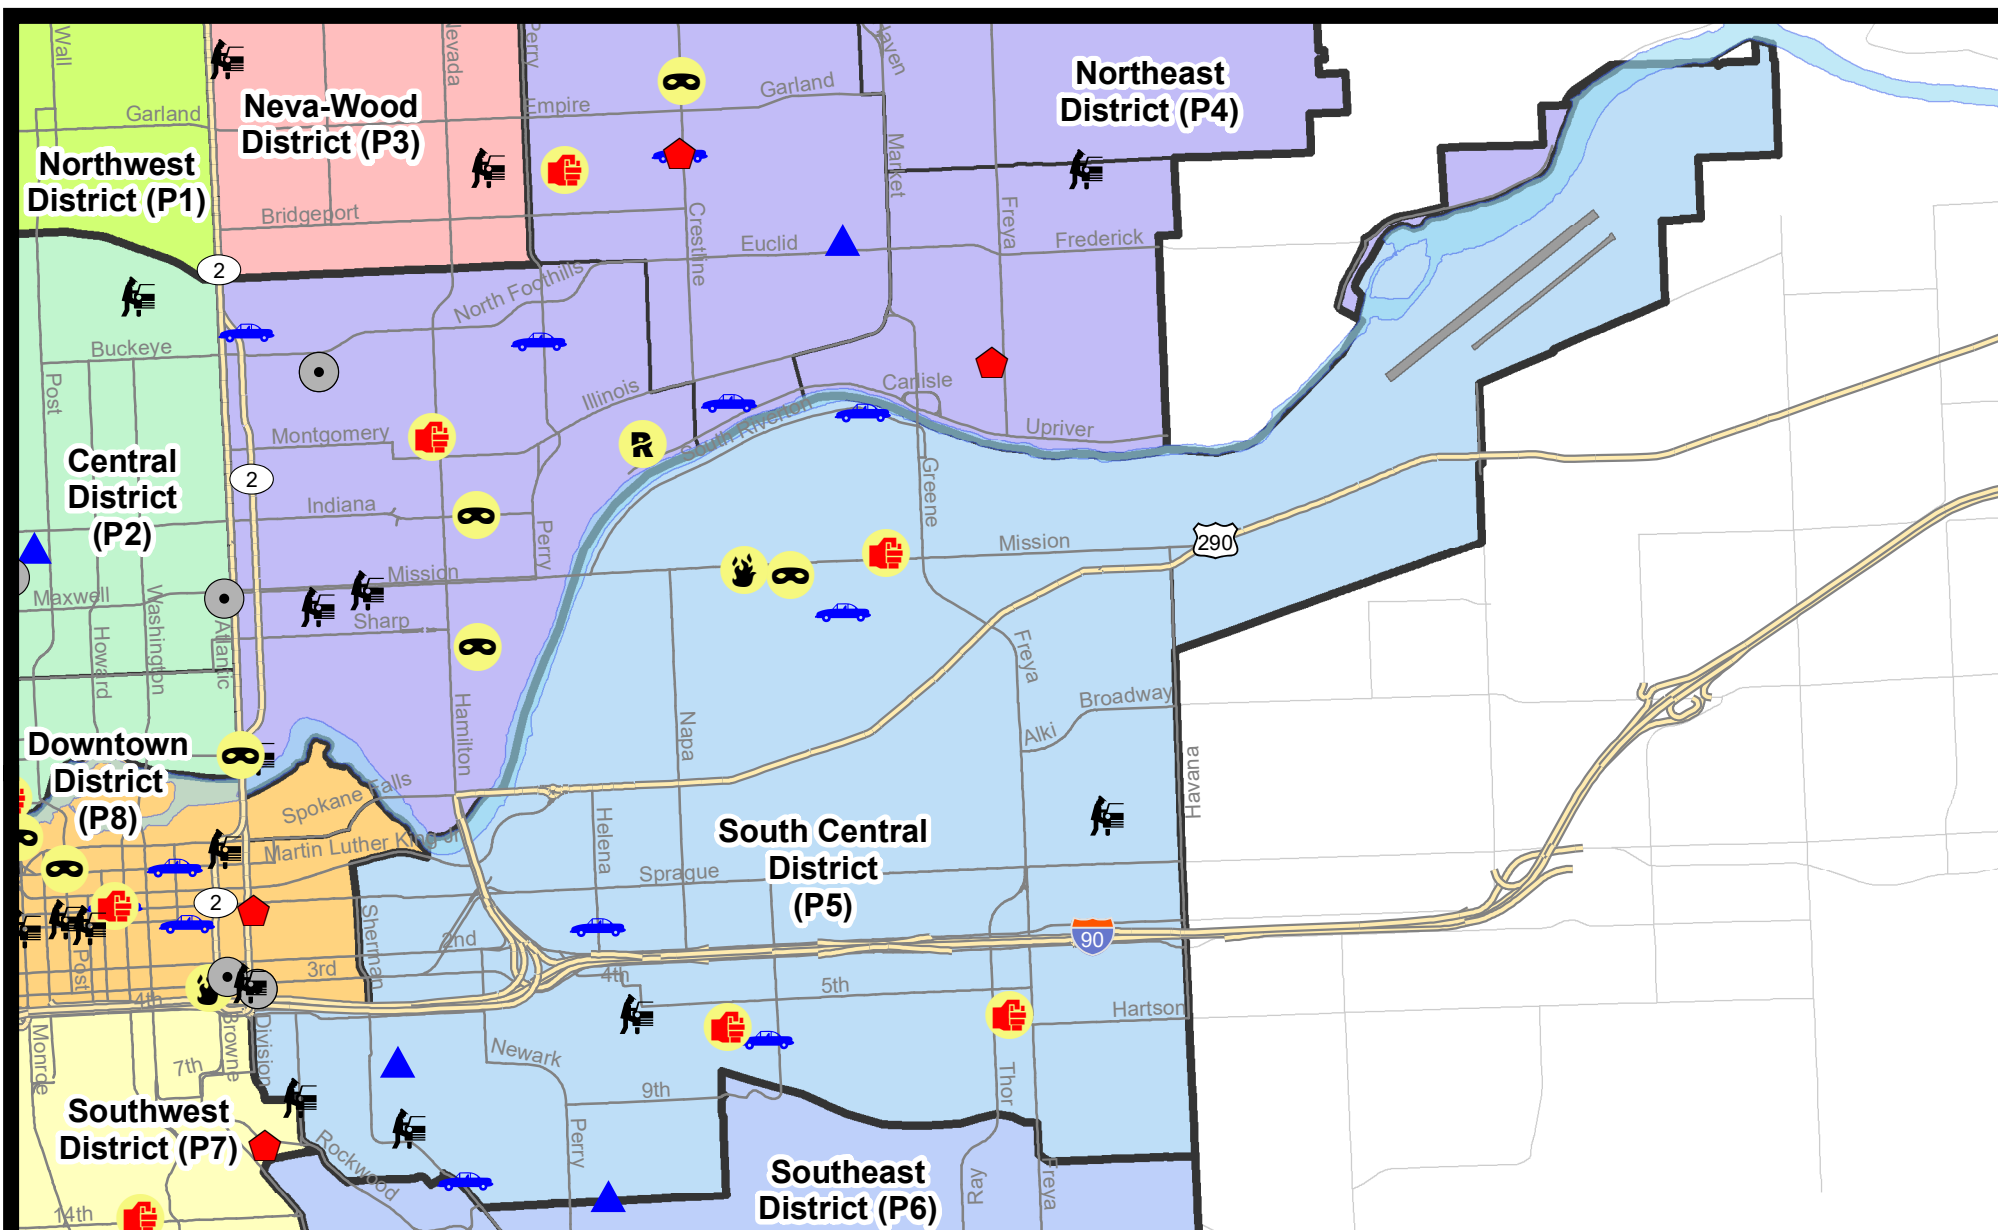 Wall
Nevada
Perry
Haven
Garland
Northeast
District (P4)
Neva-Wood
District (P3)
Garland
Empire
Northwest
District (P1)
Market
Bridgeport
Crestline
Freya
Euclid
Frederick
2
North Foothills
Buckeye
Post
Illinois
Carlisle
South Riverton
Upriver
Montgomery
Central
District
(P2)
2
Greene
Indiana
Perry
Mission
290
Mission
Maxwell
Washington
Sharp
Howard
Atlantic
Freya
Hamilton
Napa
Broadway
Alki
Havana
Downtown
District
(P8)
Spokane Falls
Helena
South Central
District
(P5)
Martin Luther King Jr
Sprague
2
Sherman
2nd
90
Post
3rd
4th
4th
5th
Hartson
Monroe
Browne
Division
Newark
7th
9th
Thor
Southwest
District (P7)
Rockwood
Perry
Southeast
District (P6)
Ray
Freya
14th